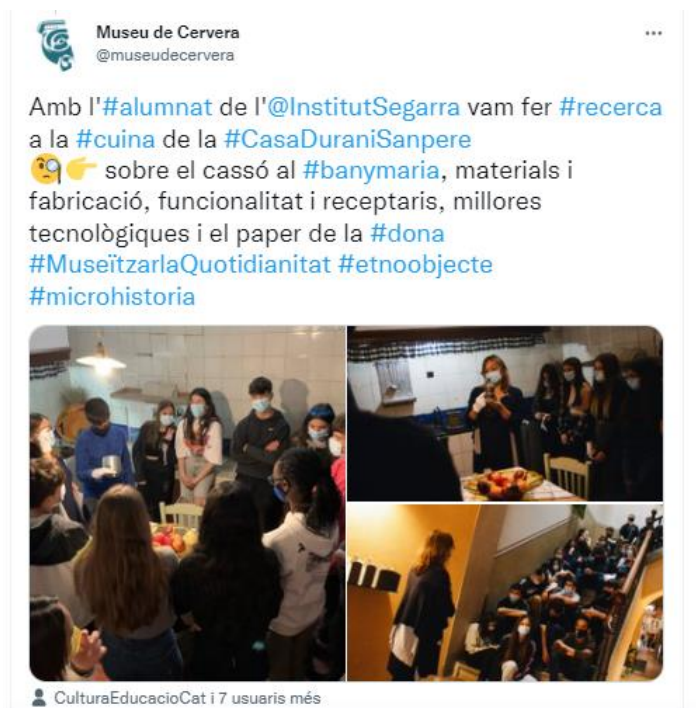 Museu de Cervera
@museudecervera
Amb l'#alumnat de l'@InstitutSegarra vam fer #recerca
a la #cuina de la #CasaDuraniSanpere
🧐👉 sobre el cassó al #banymaria, materials i
fabricació, funcionalitat i receptaris, millores
tecnològiques i el paper de la #dona
#MuseïtzarlaQuotidianitat #etnoobjecte
#microhistoria
CulturaEducacioCat i 7 usuaris més